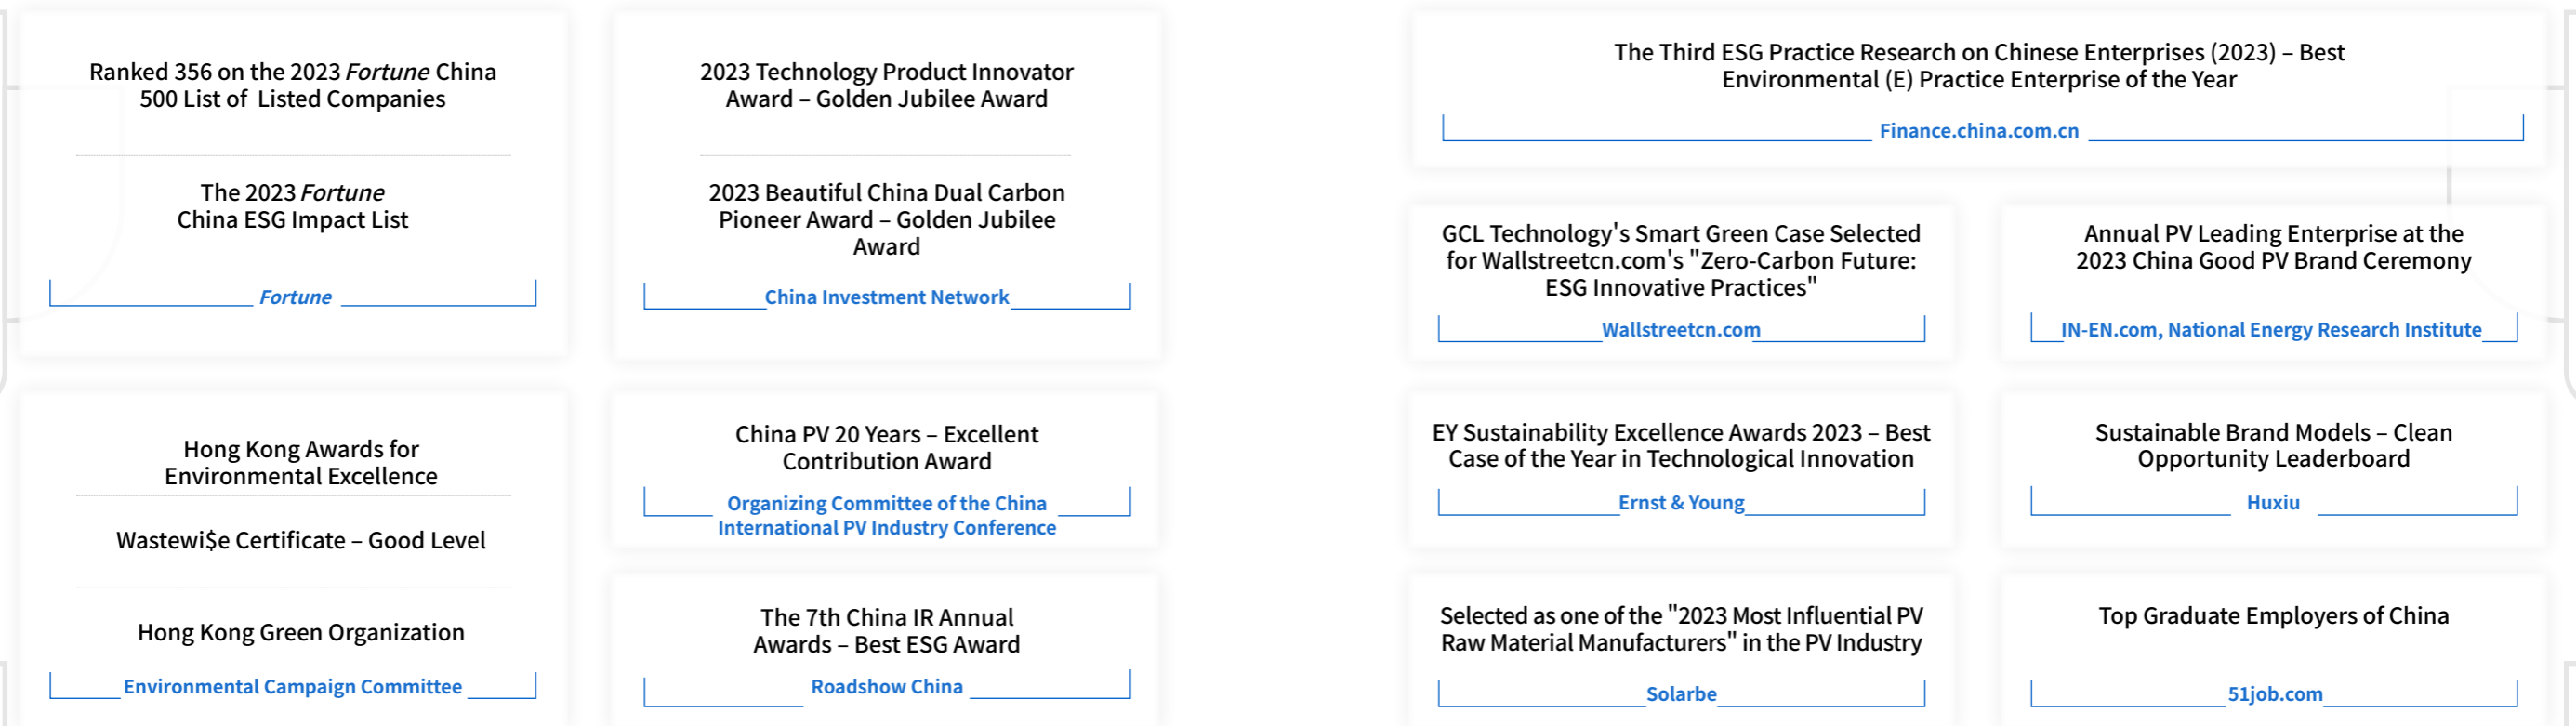 Ranked 356 on the 2023 Fortune China
500 List of Listed Companies
The 2023 Fortune
China ESG Impact List
Fortune
2023 Technology Product Innovator
Award – Golden Jubilee Award
2023 Beautiful China Dual Carbon
Pioneer Award – Golden Jubilee
Award
China Investment Network
Hong Kong Awards for
Environmental Excellence
Wastewi$e Certificate – Good Level
Hong Kong Green Organization
Environmental Campaign Committee
China PV 20 Years – Excellent
Contribution Award
Organizing Committee of the China
International PV Industry Conference
The 7th China IR Annual
Awards – Best ESG Award
Roadshow China
The Third ESG Practice Research on Chinese Enterprises (2023) – Best
Environmental (E) Practice Enterprise of the Year
Finance.china.com.cn
GCL Technology's Smart Green Case Selected
for Wallstreetcn.com's "Zero-Carbon Future:
ESG Innovative Practices"
Wallstreetcn.com
Annual PV Leading Enterprise at the
2023 China Good PV Brand Ceremony
IN-EN.com, National Energy Research Institute
EY Sustainability Excellence Awards 2023 – Best
Case of the Year in Technological Innovation
Ernst & Young
Sustainable Brand Models – Clean
Opportunity Leaderboard
Huxiu
Selected as one of the "2023 Most Influential PV
Raw Material Manufacturers" in the PV Industry
Solarbe
Top Graduate Employers of China
51job.com